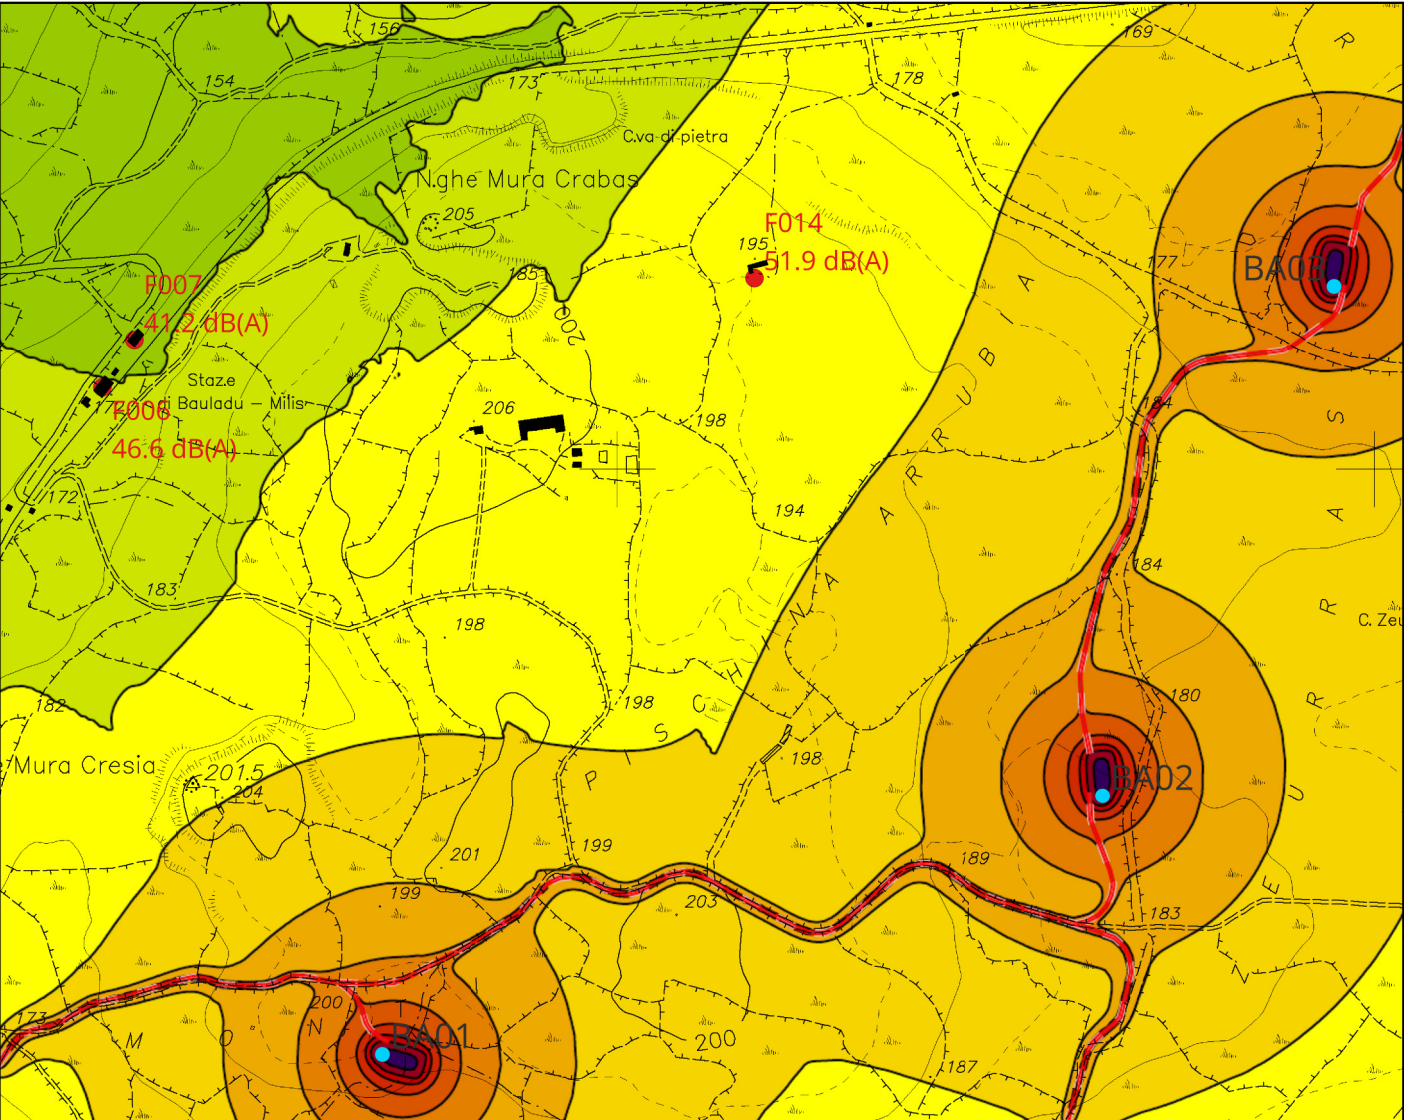 156
169
154
173
178
C.va di pietra
N.ghe Mura Crabas
205
F014
195
51.9 dB(A)
177
BA03
185
F007
41.2 dB(A)
200
Staz.e
di Bauladu - Milis
F006
46.6 dB(A)
206
198
184
172
194
184
183
198
C. Zeu
180
182
198
Mura Cresia
201.5
204
198
BA02
199
201
189
199
203
183
200
173
BA01
200
187
P I S C H I N A A R R U B A
Z E U R R A S U R
M O N T I